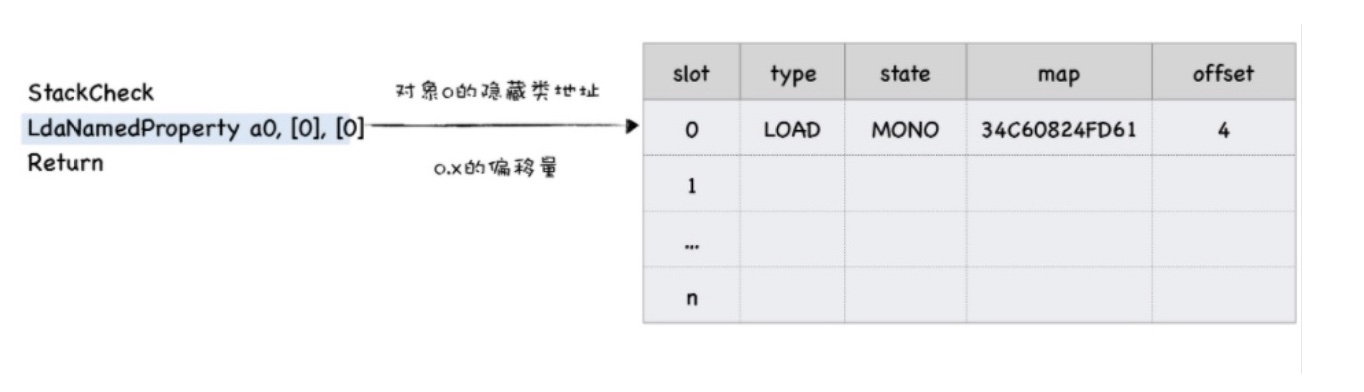 StackCheck
LdaNamedProperty a0, [0], [0]
Return
对象o的隐藏类地址
o.x的偏移量
slot type state map offset
0 LOAD MONO 34C60824FD61 4
1
...
n